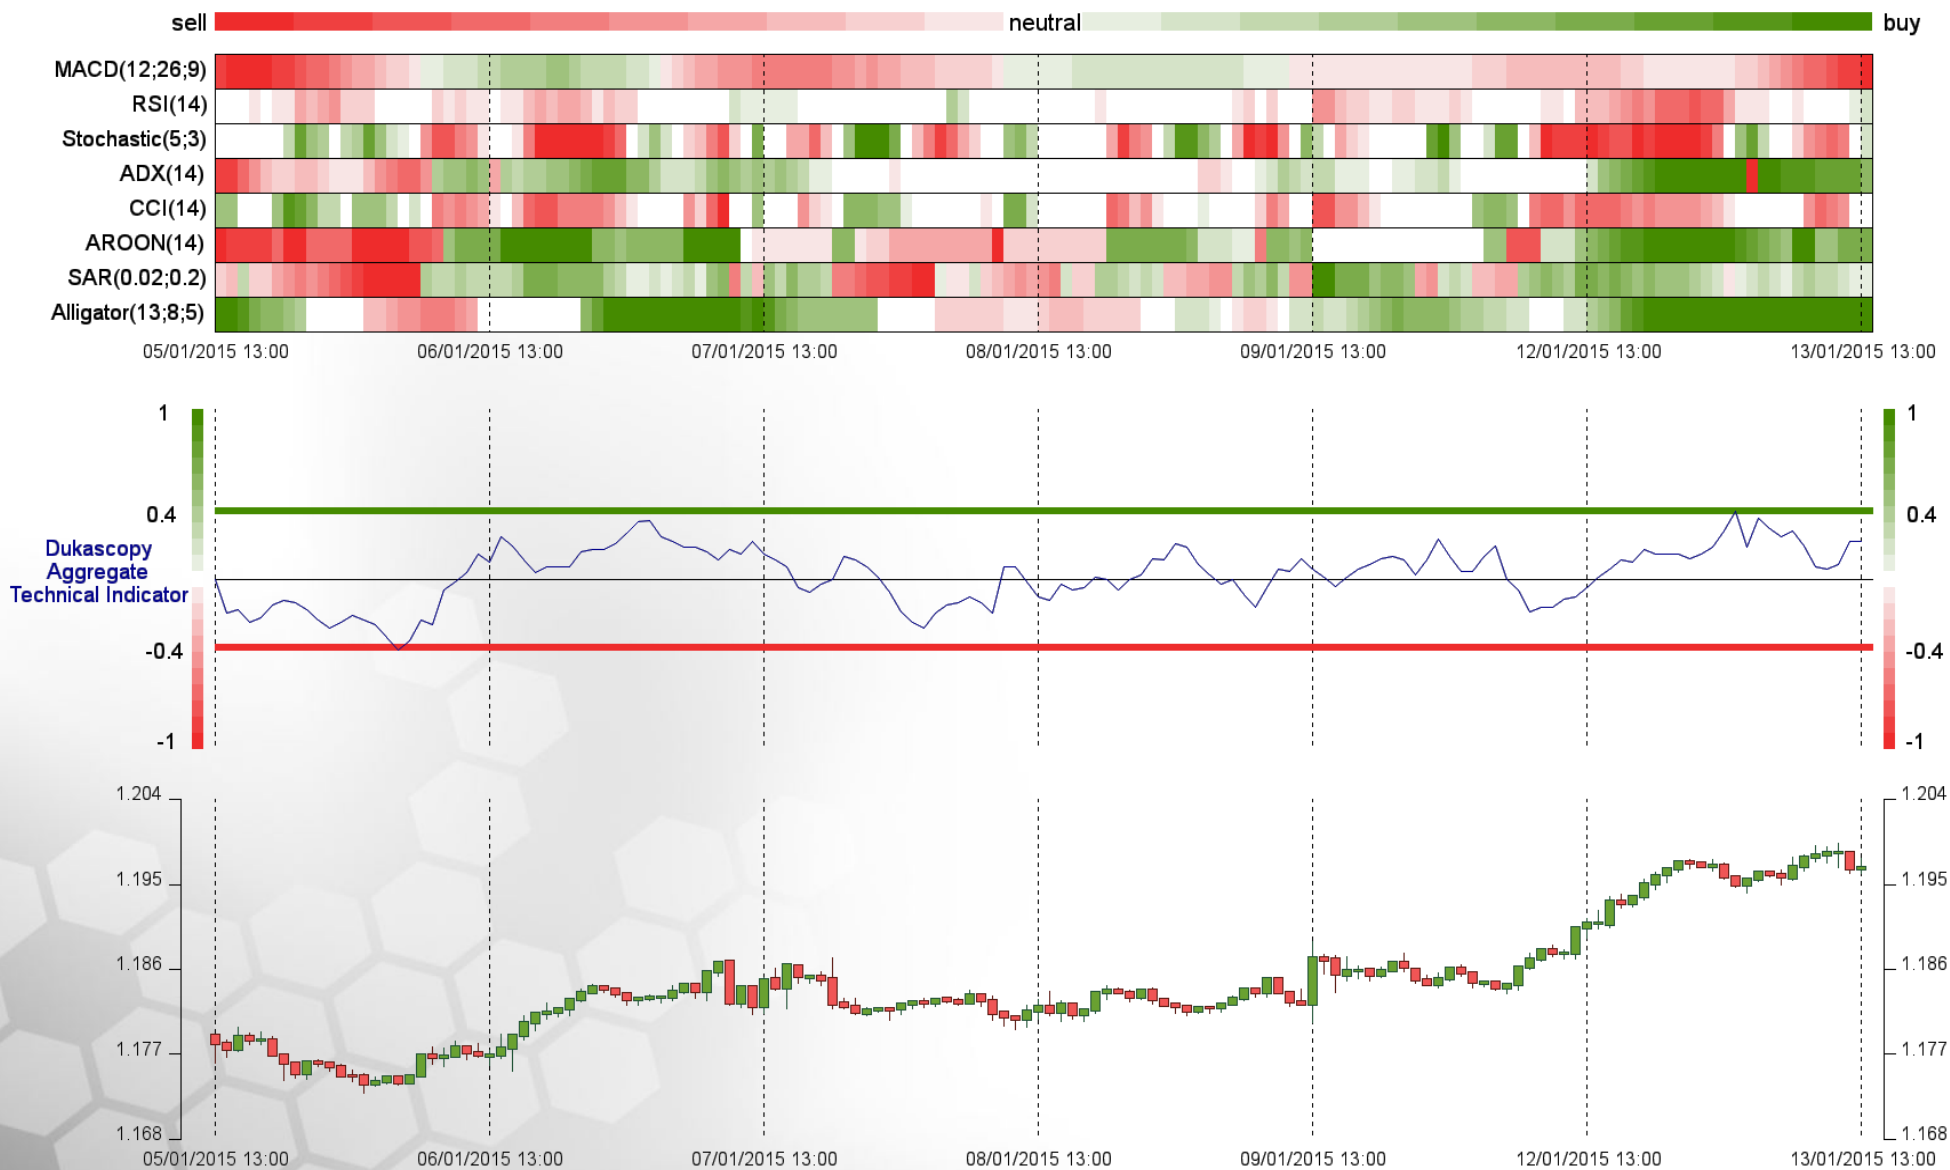 sell neutral buy
MACD(12;26;9)
RSI(14)
Stochastic(5;3)
ADX(14)
CCI(14)
AROON(14)
SAR(0.02;0.2)
Alligator(13;8;5)
05/01/2015 13:00 06/01/2015 13:00 07/01/2015 13:00 08/01/2015 13:00 09/01/2015 13:00 12/01/2015 13:00 13/01/2015 13:00
1 1
0.4 0.4
Dukascopy
Aggregate
Technical Indicator
-0.4 -0.4
-1 -1
1.204 1.204
1.195 1.195
1.186 1.186
1.177 1.177
1.168 1.168
05/01/2015 13:00 06/01/2015 13:00 07/01/2015 13:00 08/01/2015 13:00 09/01/2015 13:00 12/01/2015 13:00 13/01/2015 13:00